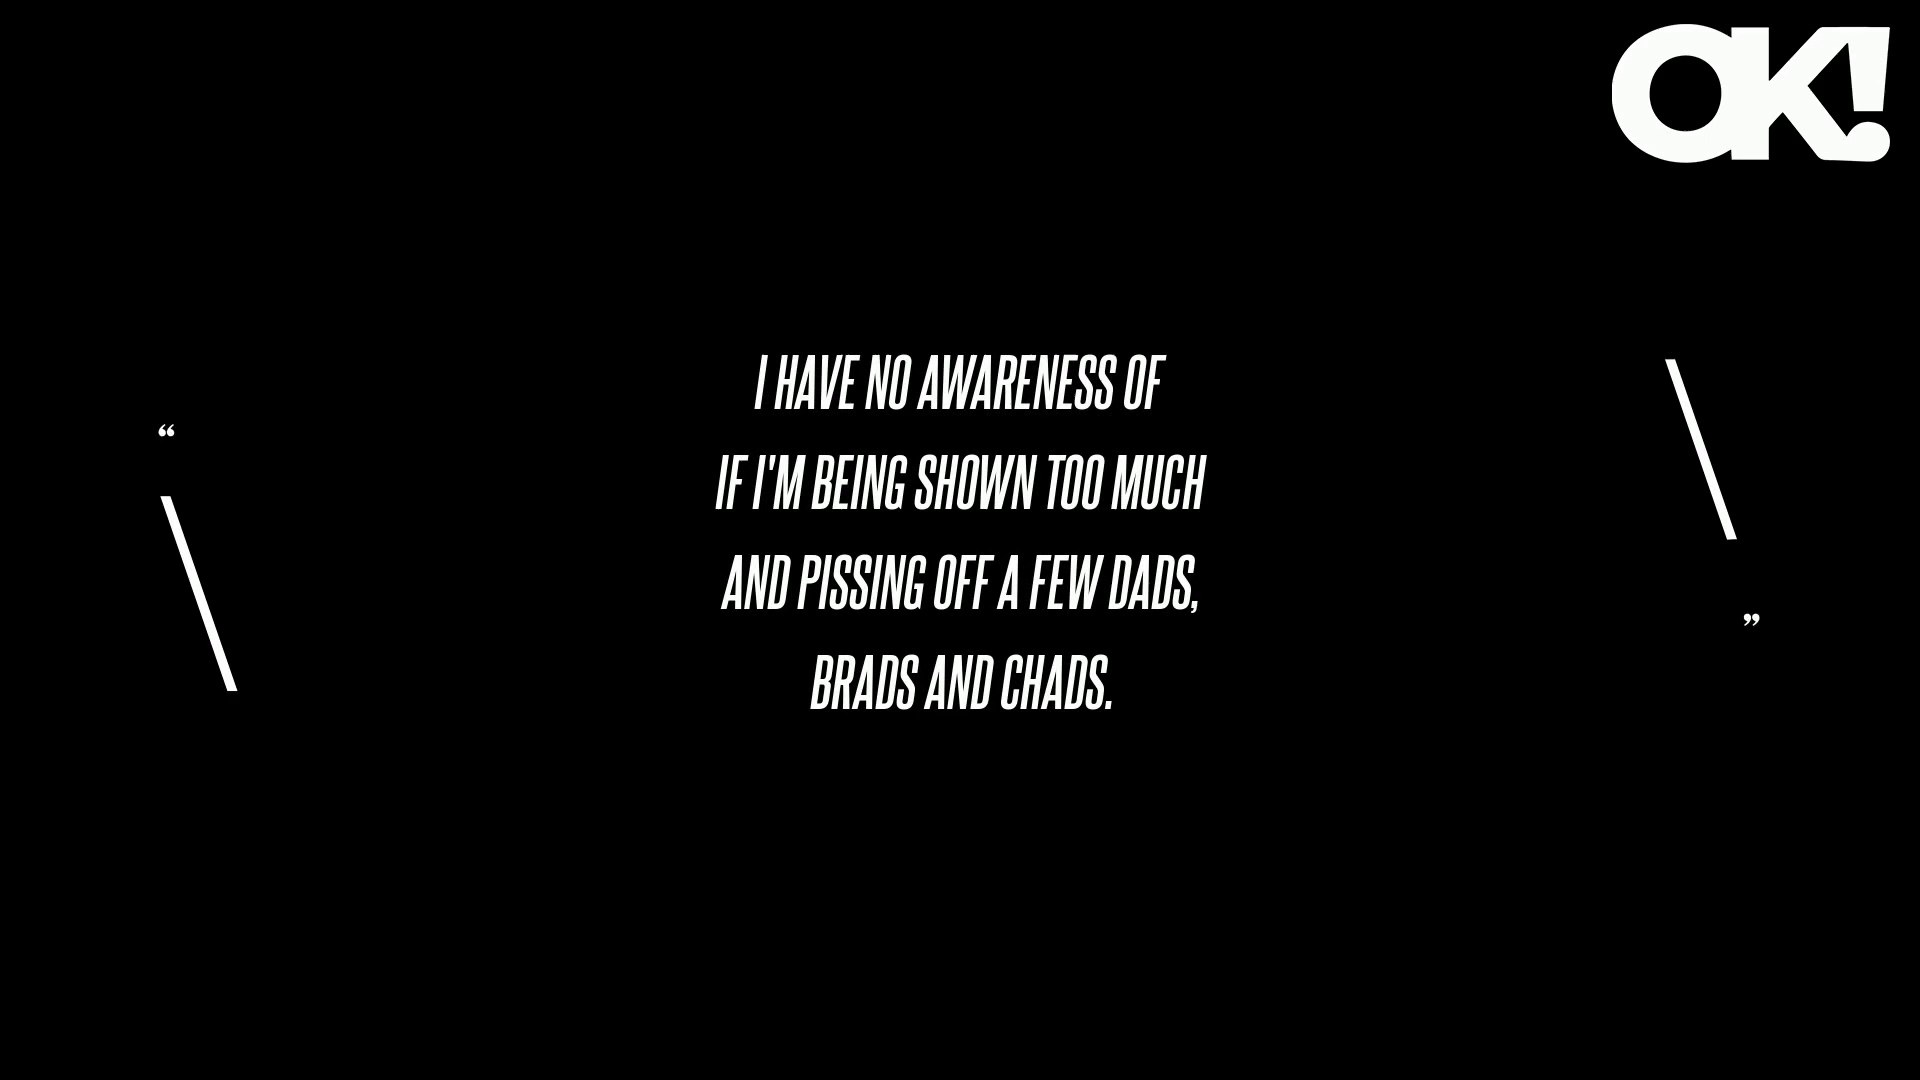 OK!
“
I HAVE NO AWARENESS OF
IF I'M BEING SHOWN TOO MUCH
AND PISSING OFF A FEW DADS,
BRADS AND CHADS.
”